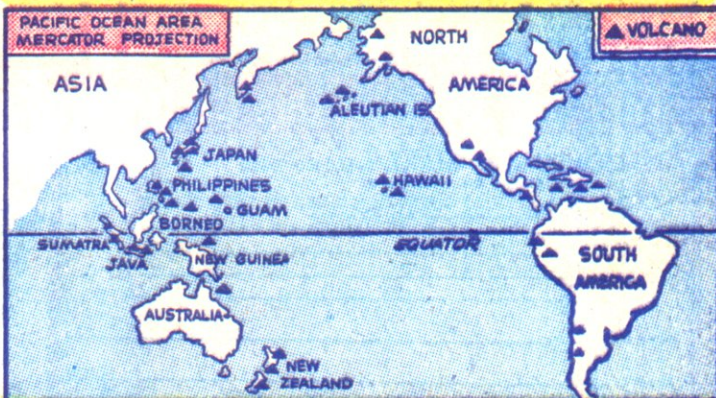 PACIFIC OCEAN AREA
MERCATOR PROJECTION
VOLCANO
NORTH
AMERICA
ASIA
ALEUTIAN IS
JAPAN
PHILIPPINES
HAWAII
GUAM
BORNEO
SUMATRA
EQUATOR
JAVA
NEW GUINEA
SOUTH
AMERICA
AUSTRALIA
NEW
ZEALAND